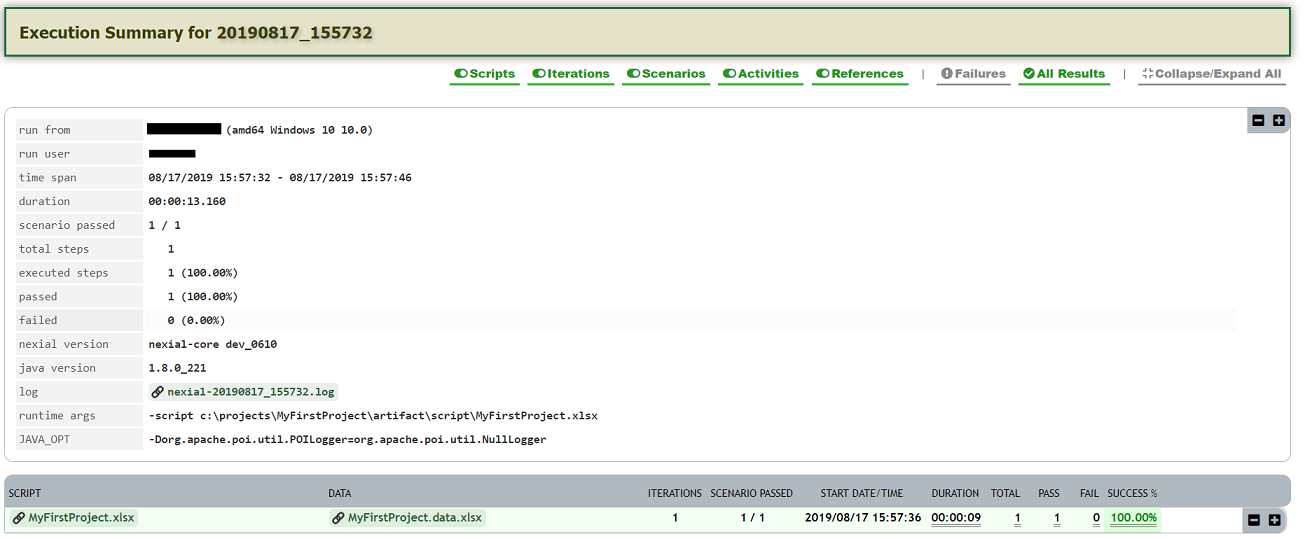 Execution Summary for 20190817_155732
Scripts Iterations Scenarios Activities References | Failures All Results | Collapse/Expand All
run from (amd64 Windows 10 10.0)
run user
time span 08/17/2019 15:57:32 - 08/17/2019 15:57:46
duration 00:00:13.160
scenario passed 1 / 1
total steps 1
executed steps 1 (100.00%)
passed 1 (100.00%)
failed 0 (0.00%)
nexial version nexial-core dev_0610
java version 1.8.0_221
log nexial-20190817_155732.log
runtime args -script c:\projects\MyFirstProject\artifact\script\MyFirstProject.xlsx
JAVA_OPT -Dorg.apache.poi.util.POILogger=org.apache.poi.util.NullLogger
SCRIPT DATA ITERATIONS SCENARIO PASSED START DATE/TIME DURATION TOTAL PASS FAIL SUCCESS %
MyFirstProject.xlsx MyFirstProject.data.xlsx 1 1 / 1 2019/08/17 15:57:36 00:00:09 1 1 0 100.00%